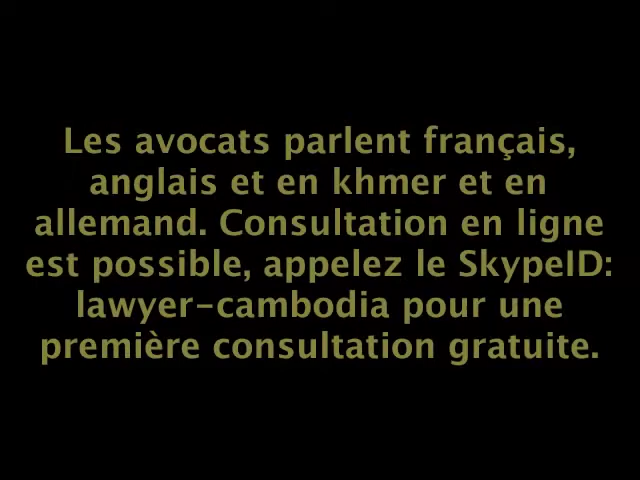 Les avocats parlent français,
anglais et en khmer et en
allemand. Consultation en ligne
est possible, appelez le SkypeID:
lawyer-cambodia pour une
première consultation gratuite.